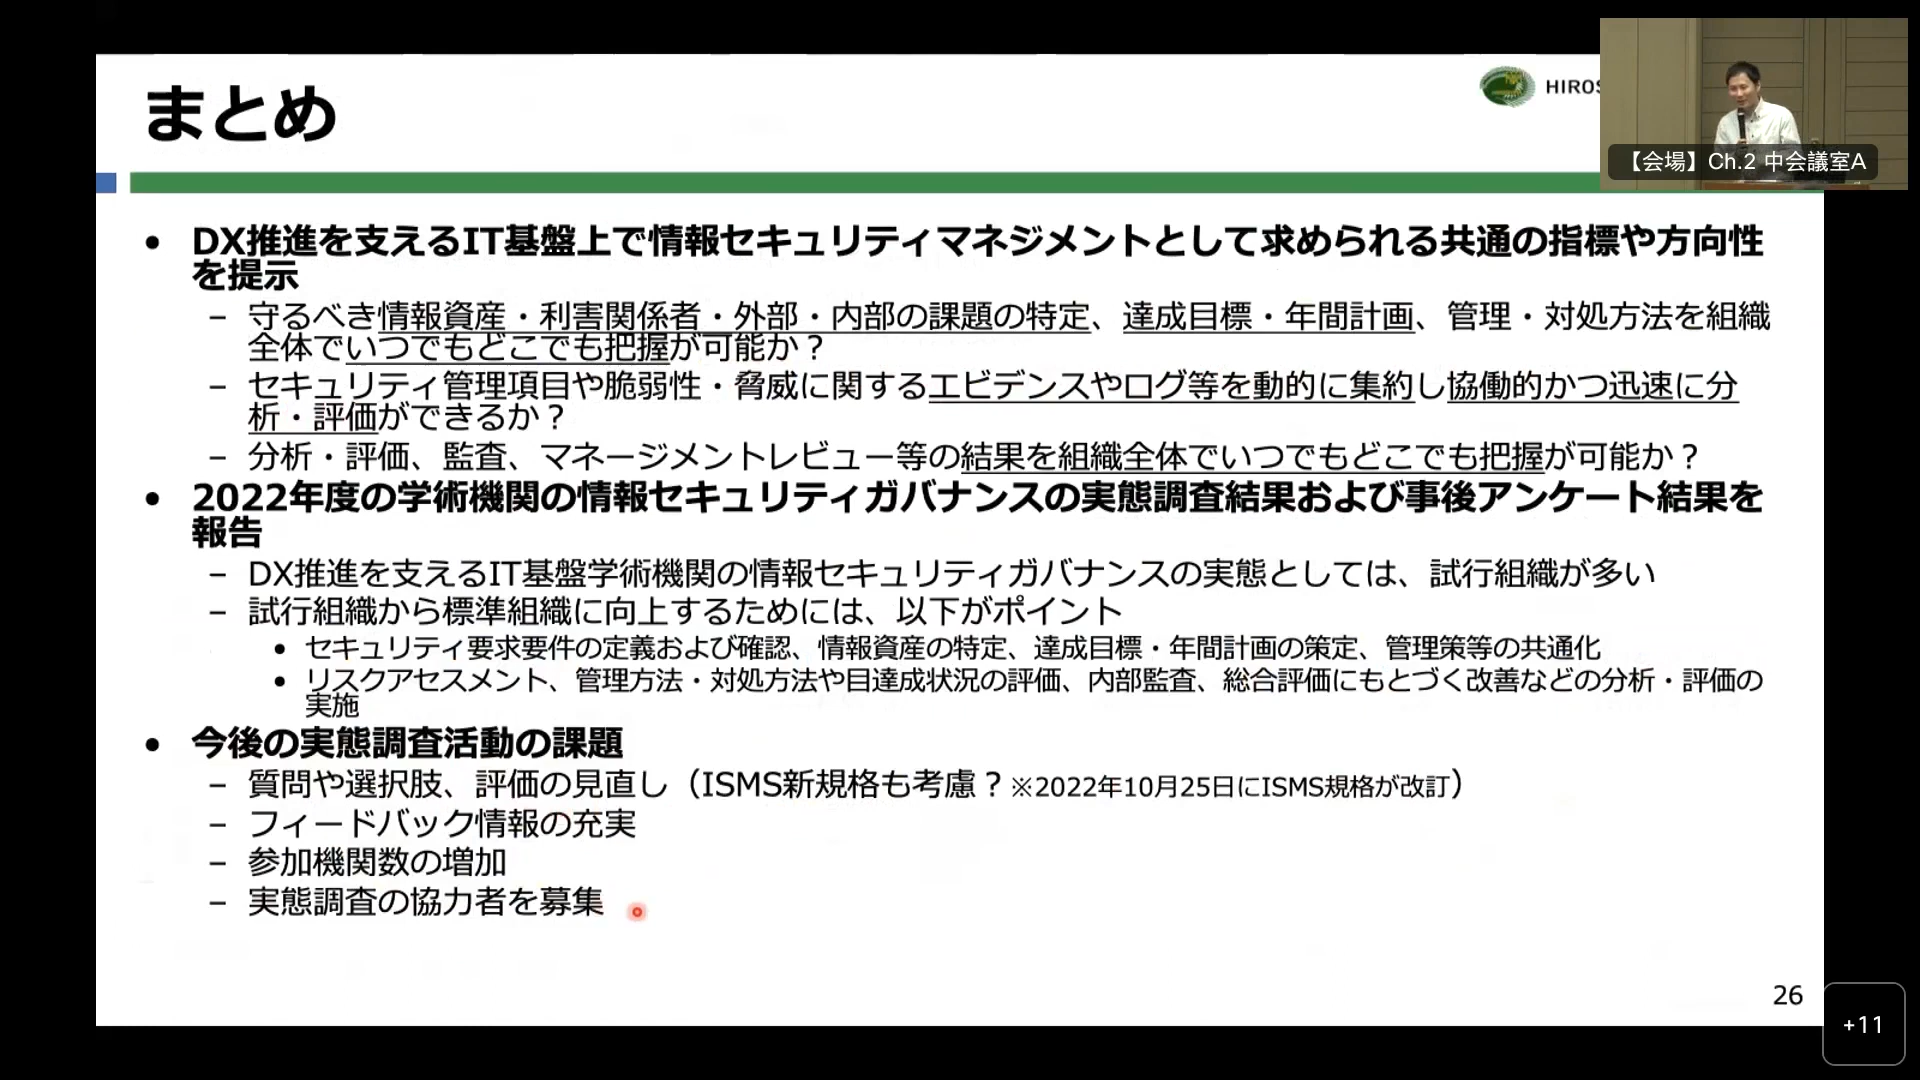 まとめ
HIROS
【会場】Ch.2 中会議室A
• DX推進を支えるIT基盤上で情報セキュリティマネジメントとして求められる共通の指標や方向性
を提示
– 守るべき情報資産・利害関係者・外部・内部の課題の特定、達成目標・年間計画、管理・対処方法を組織
全体でいつでもどこでも把握が可能か？
– セキュリティ管理項目や脆弱性・脅威に関するエビデンスやログ等を動的に集約し協働的かつ迅速に分
析・評価ができるか？
– 分析・評価、監査、マネージメントレビュー等の結果を組織全体でいつでもどこでも把握が可能か？
• 2022年度の学術機関の情報セキュリティガバナンスの実態調査結果および事後アンケート結果を
報告
– DX推進を支えるIT基盤学術機関の情報セキュリティガバナンスの実態としては、試行組織が多い
– 試行組織から標準組織に向上するためには、以下がポイント
• セキュリティ要求要件の定義および確認、情報資産の特定、達成目標・年間計画の策定、管理策等の共通化
• リスクアセスメント、管理方法・対処方法や目達成状況の評価、内部監査、総合評価にもとづく改善などの分析・評価の
実施
• 今後の実態調査活動の課題
– 質問や選択肢、評価の見直し（ISMS新規格も考慮？※2022年10月25日にISMS規格が改訂）
– フィードバック情報の充実
– 参加機関数の増加
– 実態調査の協力者を募集
26
+11